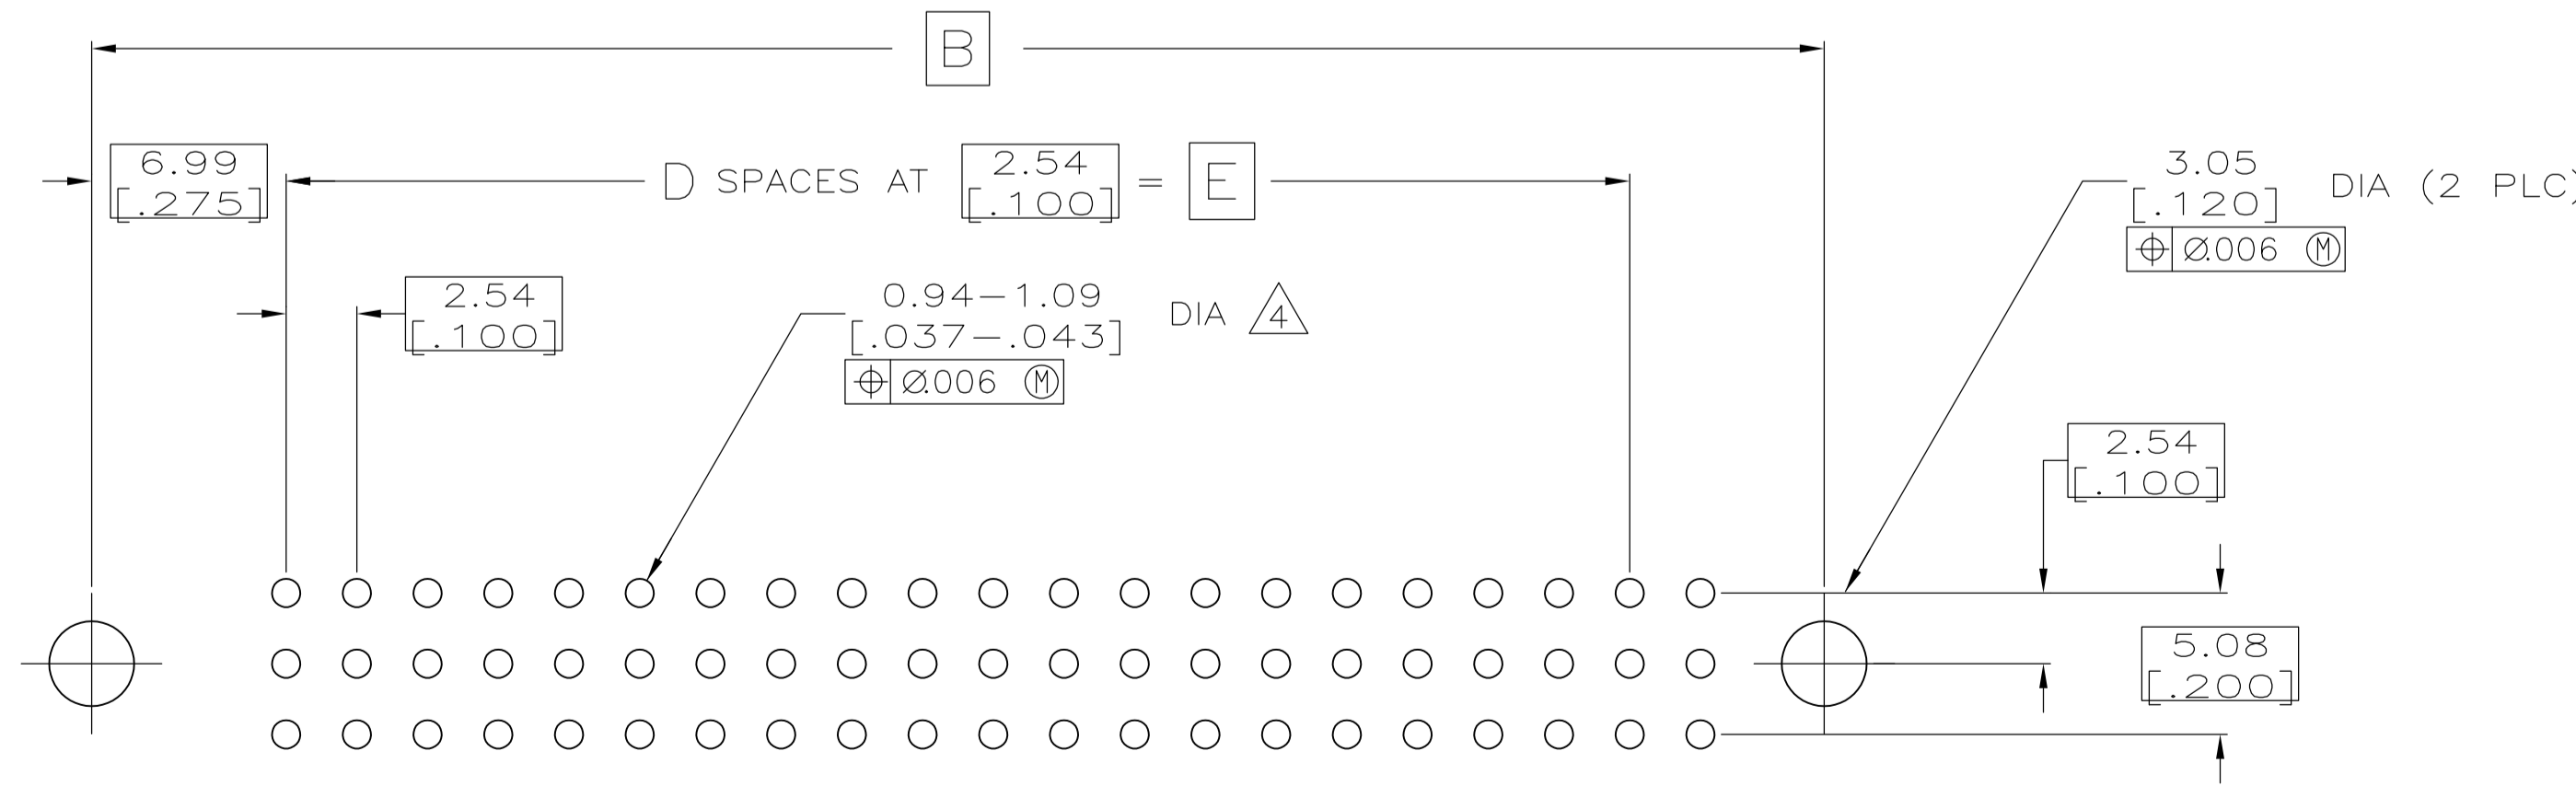 B
6.99
[.275]
D SPACES AT 2.54 [.100] = E
3.05
[.120]
DIA (2 PLC)
⌖ Ø.006 Ⓜ
2.54
[.100]
0.94-1.09
[.037-.043]
DIA 4
⌖ Ø.006 Ⓜ
2.54
[.100]
5.08
[.200]